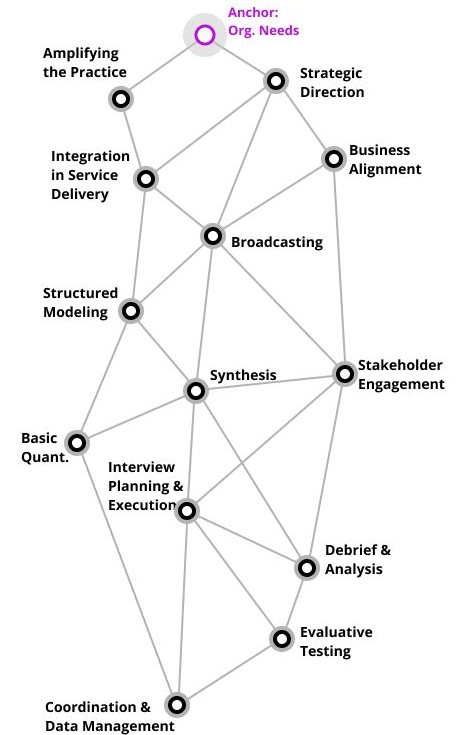 Anchor:
Org. Needs
Amplifying
the Practice
Strategic
Direction
Integration
in Service
Delivery
Business
Alignment
Broadcasting
Structured
Modeling
Synthesis
Stakeholder
Engagement
Basic
Quant.
Interview
Planning &
Execution
Debrief &
Analysis
Evaluative
Testing
Coordination &
Data Management